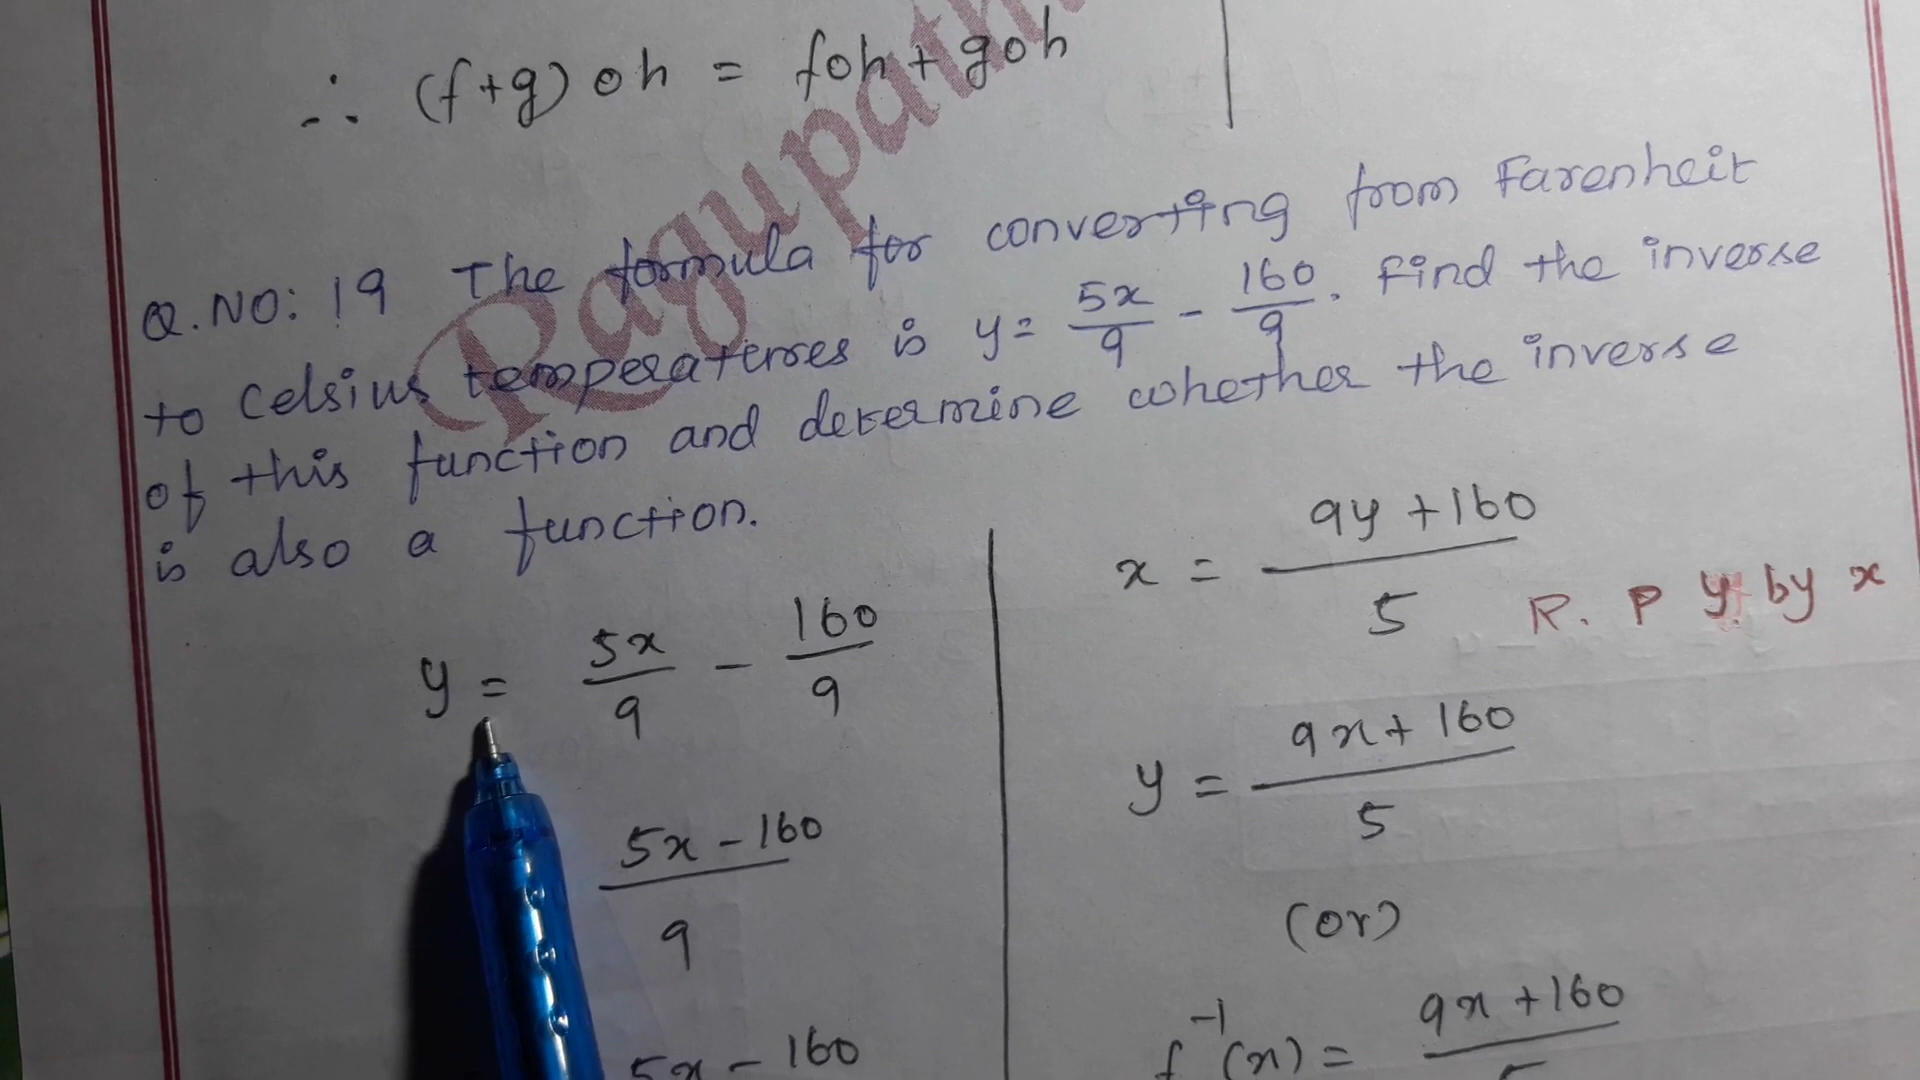 ∴ (f+g) o h = foh + goh
Q.NO: 19 The formula for converting from Farenheit
to Celsius temperatures is y = 5x/9 - 160/9. Find the inverse
of this function and determine whether the inverse
is also a function.
y = 5x/9 - 160/9
5x - 160 / 9
5x - 160
x = 9y + 160 / 5
R. P y by x
y = 9x + 160 / 5
(or)
f⁻¹(x) = 9x + 160 / 5